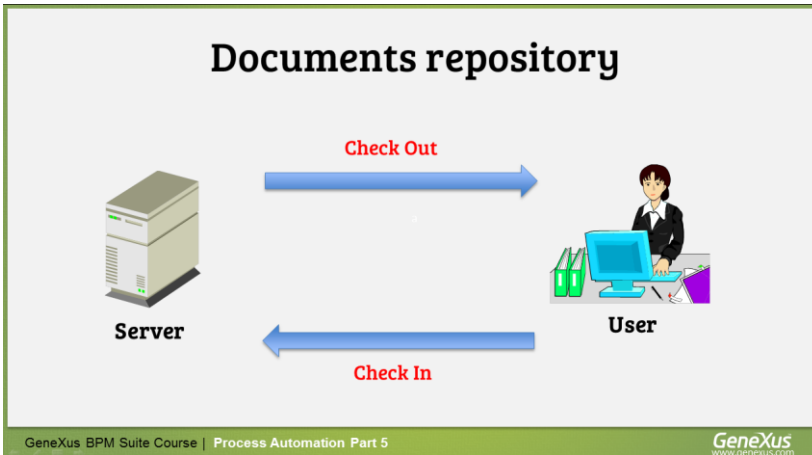 Documents repository
Check Out
Server
User
Check In
GeneXus BPM Suite Course | Process Automation Part 5
GeneXus
www.genexus.com